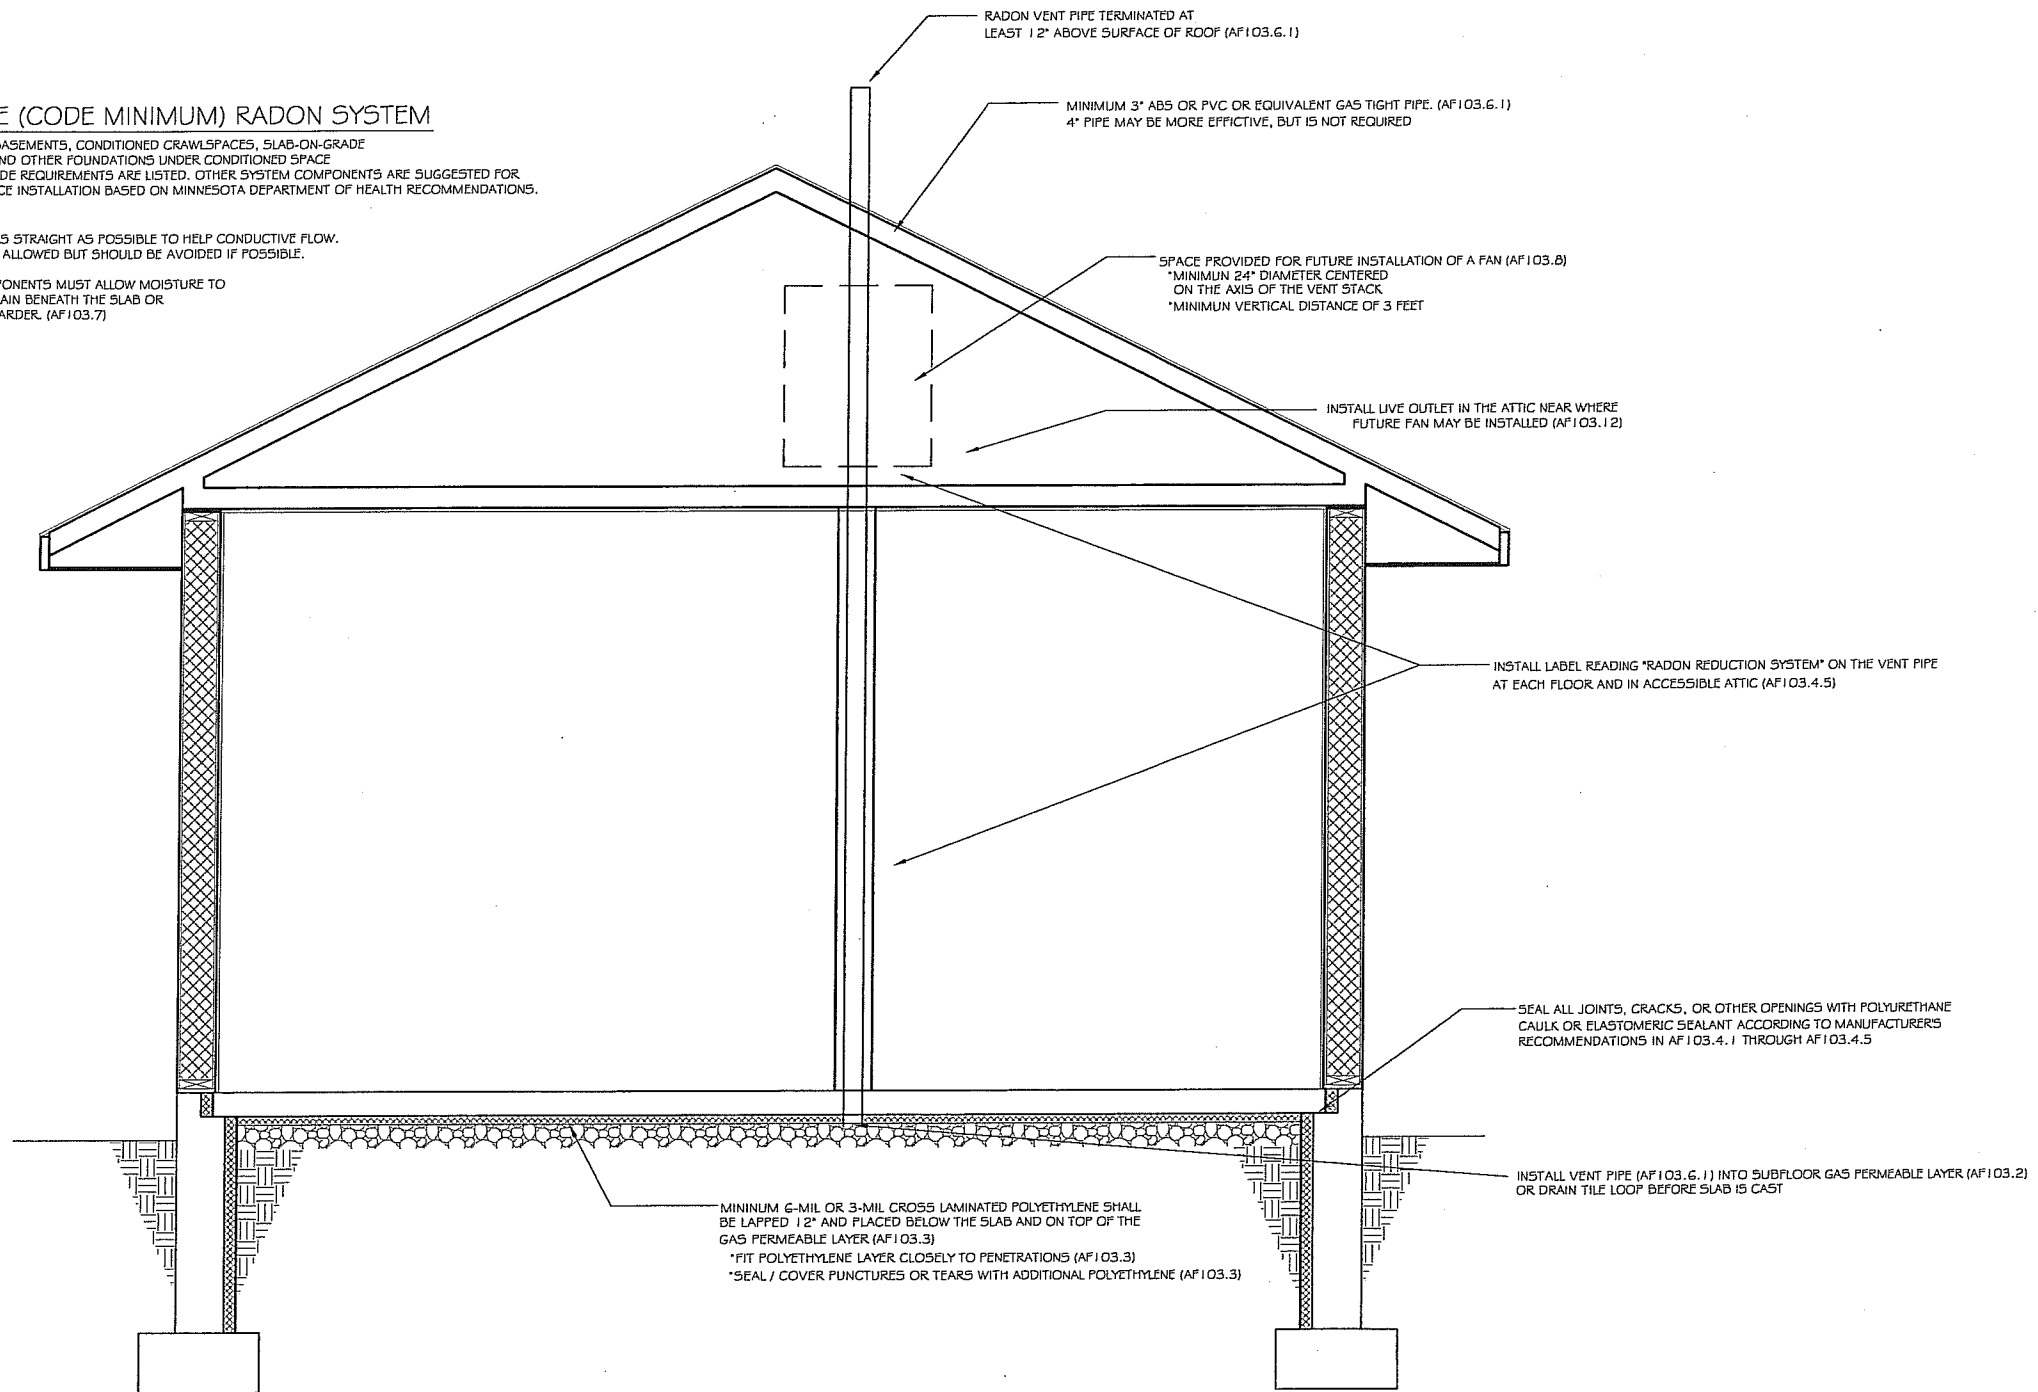 RADON VENT PIPE TERMINATED AT
LEAST 12" ABOVE SURFACE OF ROOF (AF103.6.1)
(CODE MINIMUM) RADON SYSTEM
BASEMENTS, CONDITIONED CRAWLSPACES, SLAB-ON-GRADE
AND OTHER FOUNDATIONS UNDER CONDITIONED SPACE
REQUIREMENTS ARE LISTED. OTHER SYSTEM COMPONENTS ARE SUGGESTED FOR
INSTALLATION BASED ON MINNESOTA DEPARTMENT OF HEALTH RECOMMENDATIONS.
STRAIGHT AS POSSIBLE TO HELP CONDUCTIVE FLOW.
ALLOWED BUT SHOULD BE AVOIDED IF POSSIBLE.
MUST ALLOW MOISTURE TO
BENEATH THE SLAB OR
(AF103.7)
MINIMUM 3" ABS OR PVC OR EQUIVALENT GAS TIGHT PIPE. (AF103.6.1)
4" PIPE MAY BE MORE EFFICTIVE, BUT IS NOT REQUIRED
SPACE PROVIDED FOR FUTURE INSTALLATION OF A FAN (AF103.8)
*MINIMUN 24" DIAMETER CENTERED
ON THE AXIS OF THE VENT STACK
*MINIMUN VERTICAL DISTANCE OF 3 FEET
INSTALL LIVE OUTLET IN THE ATTIC NEAR WHERE
FUTURE FAN MAY BE INSTALLED (AF103.12)
INSTALL LABEL READING "RADON REDUCTION SYSTEM" ON THE VENT PIPE
AT EACH FLOOR AND IN ACCESSIBLE ATTIC (AF103.4.5)
SEAL ALL JOINTS, CRACKS, OR OTHER OPENINGS WITH POLYURETHANE
CAULK OR ELASTOMERIC SEALANT ACCORDING TO MANUFACTURER'S
RECOMMENDATIONS IN AF103.4.1 THROUGH AF103.4.5
INSTALL VENT PIPE (AF103.6.1) INTO SUBFLOOR GAS PERMEABLE LAYER (AF103.2)
OR DRAIN TILE LOOP BEFORE SLAB IS CAST
MININUM 6-MIL OR 3-MIL CROSS LAMINATED POLYETHYLENE SHALL
BE LAPPED 12" AND PLACED BELOW THE SLAB AND ON TOP OF THE
GAS PERMEABLE LAYER (AF103.3)
*FIT POLYETHYLENE LAYER CLOSELY TO PENETRATIONS (AF103.3)
*SEAL / COVER PUNCTURES OR TEARS WITH ADDITIONAL POLYETHYLENE (AF103.3)